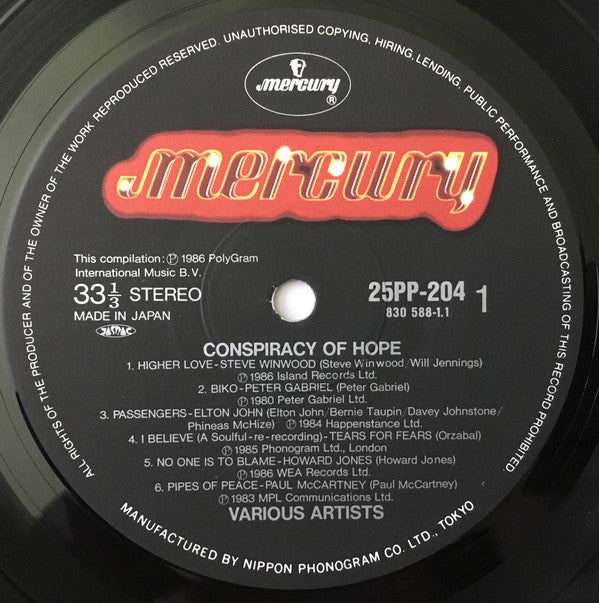 ALL RIGHTS OF THE PRODUCER AND OF THE OWNER OF THE WORK REPRODUCED RESERVED. UNAUTHORISED COPYING, HIRING, LENDING, PUBLIC PERFORMANCE AND BROADCASTING OF THIS RECORD PROHIBITED.
mercury
®
mercury
This compilation: ℗ 1986 PolyGram
International Music B.V.
33 1/3 STEREO
MADE IN JAPAN
JASRAC
25PP-204 1
830 588-1.1
CONSPIRACY OF HOPE
1. HIGHER LOVE-STEVE WINWOOD (Steve Winwood/Will Jennings)
℗ 1986 Island Records Ltd.
2. BIKO-PETER GABRIEL (Peter Gabriel)
℗ 1980 Peter Gabriel Ltd.
3. PASSENGERS-ELTON JOHN (Elton John/Bernie Taupin/Davey Johnstone/
Phineas McHize) ℗ 1984 Happenstance Ltd.
4. I BELIEVE (A Soulful-re-recording)-TEARS FOR FEARS (Orzabal)
℗ 1985 Phonogram Ltd., London
5. NO ONE IS TO BLAME-HOWARD JONES (Howard Jones)
℗ 1986 WEA Records Ltd.
6. PIPES OF PEACE-PAUL McCARTNEY (Paul McCartney)
℗ 1983 MPL Communications Ltd.
VARIOUS ARTISTS
MANUFACTURED BY NIPPON PHONOGRAM CO. LTD., TOKYO